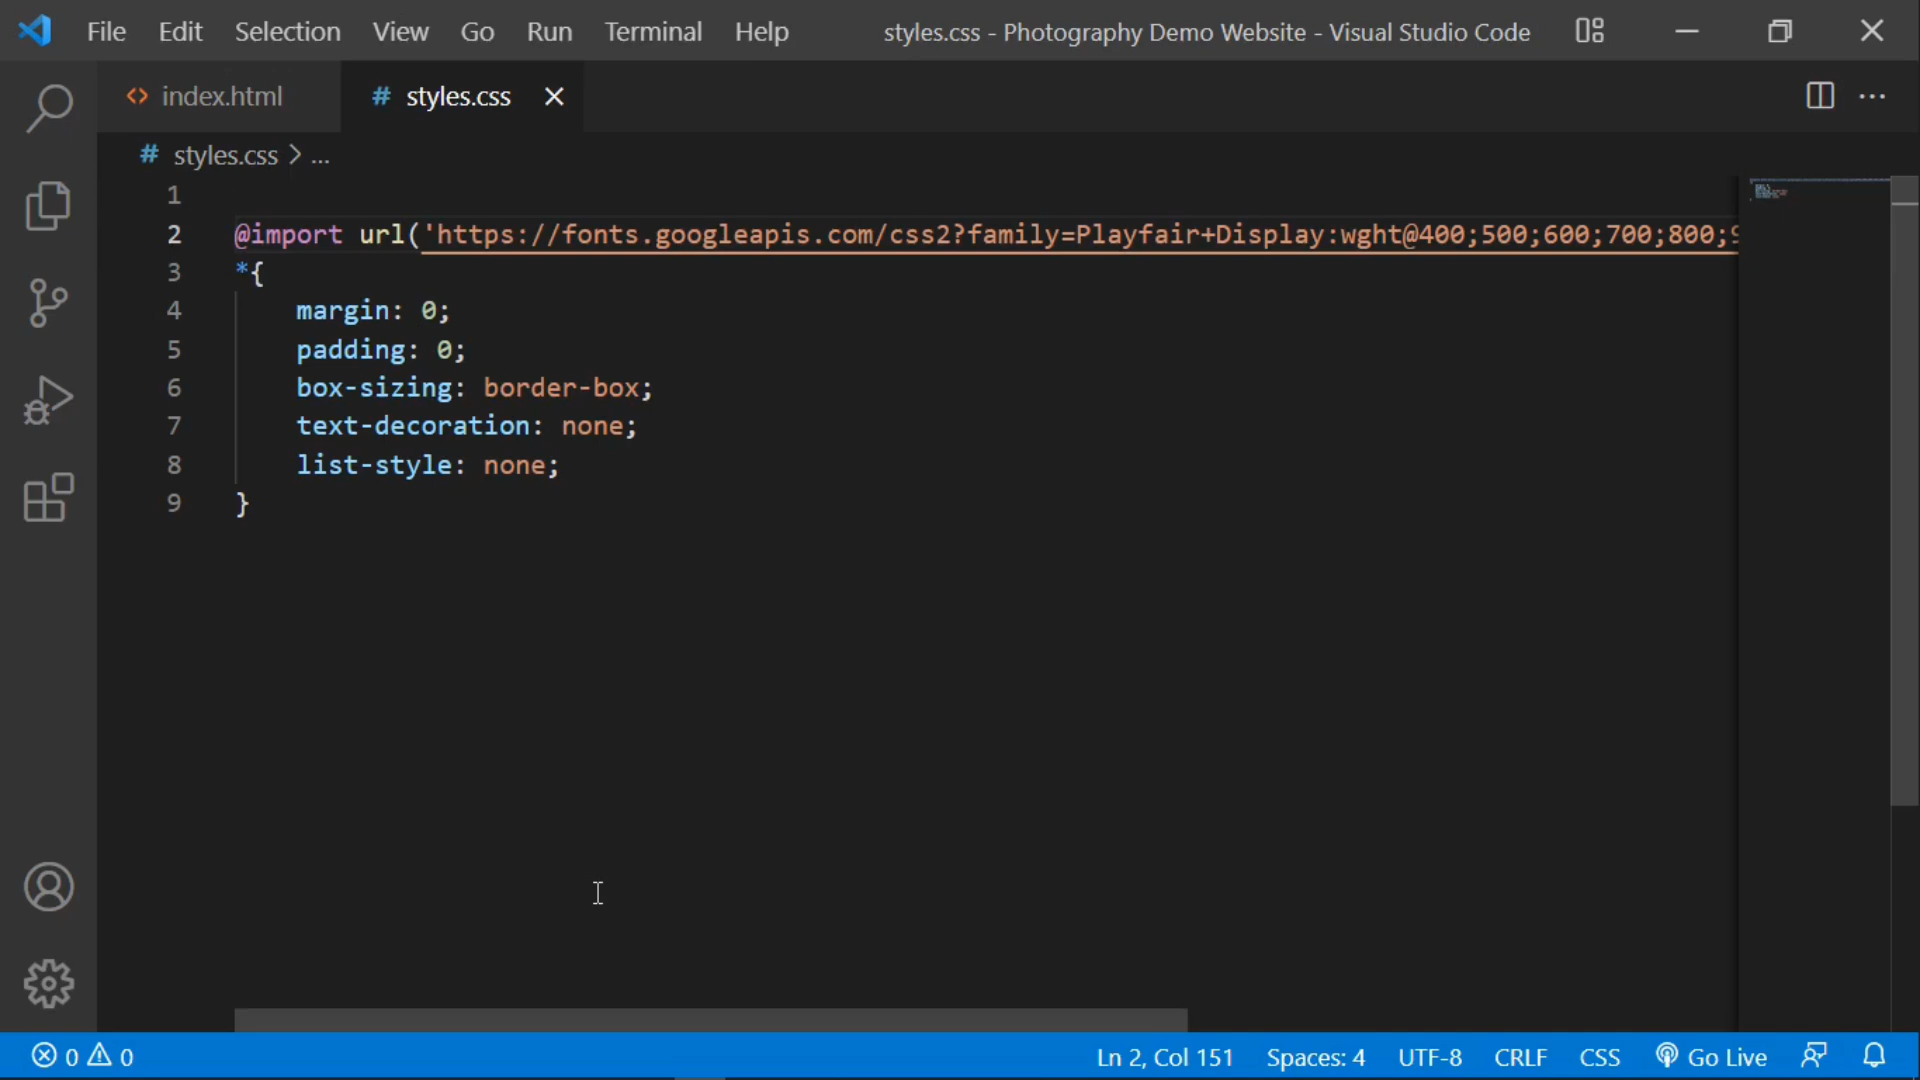 File Edit Selection View Go Run Terminal Help styles.css - Photography Demo Website - Visual Studio Code
<> index.html # styles.css
# styles.css > ...
1
2 @import url('https://fonts.googleapis.com/css2?family=Playfair+Display:wght@400;500;600;700;800;9
3 *{
4 margin: 0;
5 padding: 0;
6 box-sizing: border-box;
7 text-decoration: none;
8 list-style: none;
9 }
0 0 Ln 2, Col 151 Spaces: 4 UTF-8 CRLF CSS Go Live